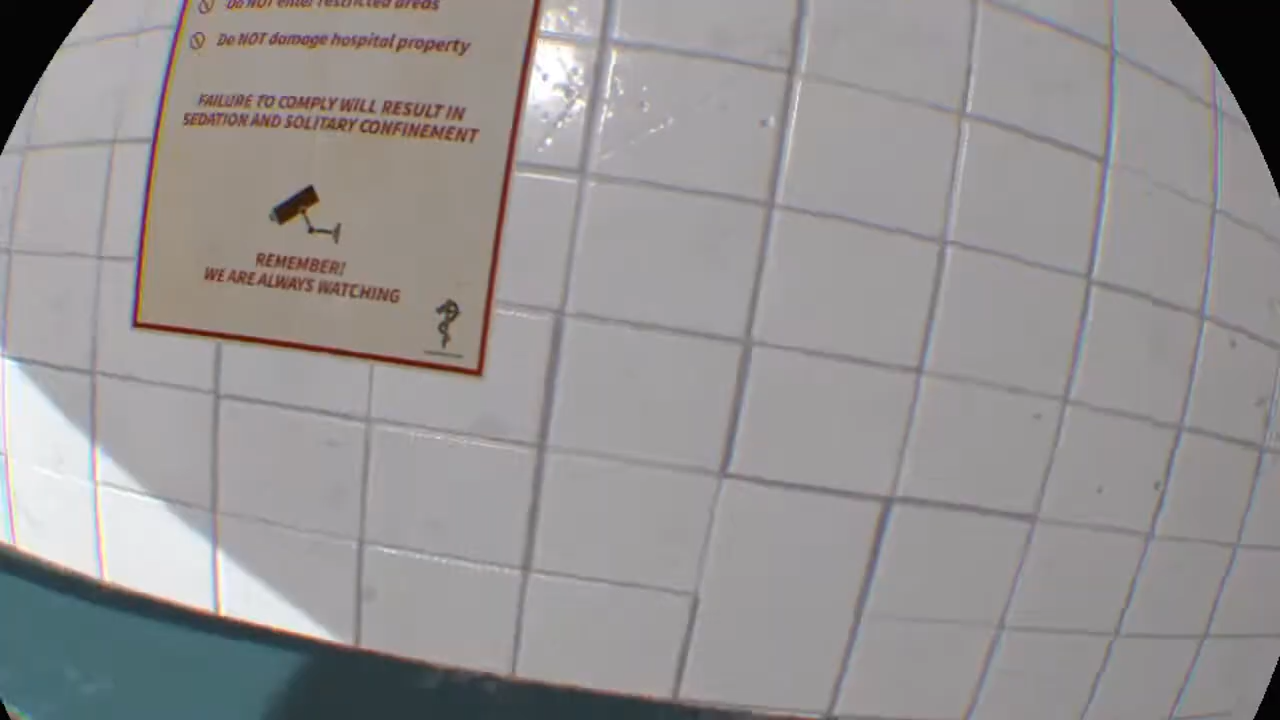 Do NOT enter restricted areas
Do NOT damage hospital property
FAILURE TO COMPLY WILL RESULT IN
SEDATION AND SOLITARY CONFINEMENT
REMEMBER!
WE ARE ALWAYS WATCHING